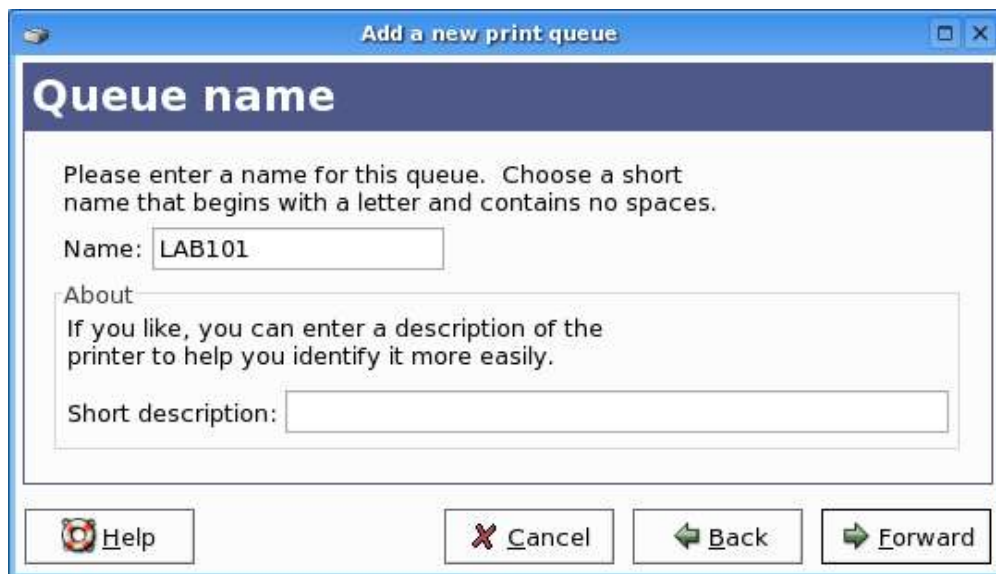 Add a new print queue
Queue name
Please enter a name for this queue.  Choose a short
name that begins with a letter and contains no spaces.
Name: LAB101
About
If you like, you can enter a description of the
printer to help you identify it more easily.
Short description:
Help
Cancel
Back
Forward